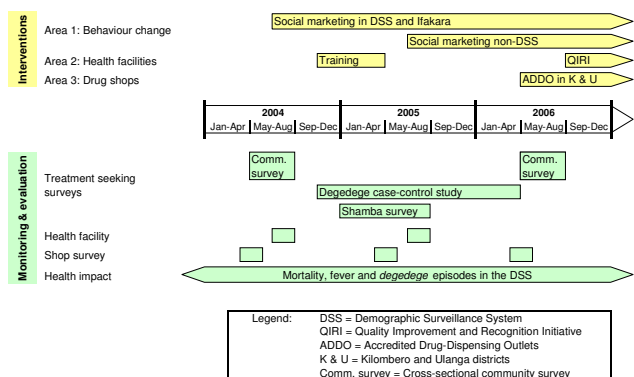 Interventions
Social marketing in DSS and Ifakara
Area 1: Behaviour change
Social marketing non-DSS
Area 2: Health facilities
Training
QIRI
Area 3: Drug shops
ADDO in K & U
2004 2005 2006
Jan-Apr May-Aug Sep-Dec Jan-Apr May-Aug Sep-Dec Jan-Apr May-Aug Sep-Dec
Monitoring & evaluation
Treatment seeking
surveys
Comm.
survey
Comm.
survey
Degedege case-control study
Shamba survey
Health facility
Shop survey
Health impact
Mortality, fever and degedege episodes in the DSS
Legend: DSS = Demographic Surveillance System
QIRI = Quality Improvement and Recognition Initiative
ADDO = Accredited Drug-Dispensing Outlets
K & U = Kilombero and Ulanga districts
Comm. survey = Cross-sectional community survey